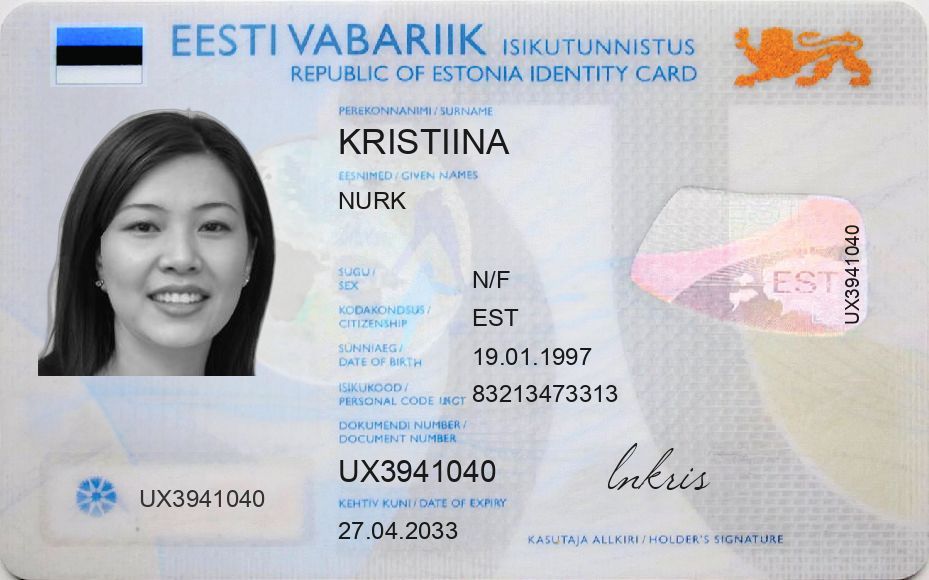 EESTI VABARIIK ISIKUTUNNISTUS
REPUBLIC OF ESTONIA IDENTITY CARD
PEREKONNANIMI / SURNAME
KRISTIINA
EESNIMED / GIVEN NAMES
NURK
SUGU /
SEX
N/F
KODAKONDSUS /
CITIZENSHIP
EST
SÜNNIAEG /
DATE OF BIRTH
19.01.1997
ISIKUKOOD /
PERSONAL CODE
83213473313
DOKUMENDI NUMBER /
DOCUMENT NUMBER
UX3941040
KEHTIV KUNI / DATE OF EXPIRY
27.04.2033
UX3941040
EST
UX3941040
lnkris
KASUTAJA ALLKIRI / HOLDER'S SIGNATURE